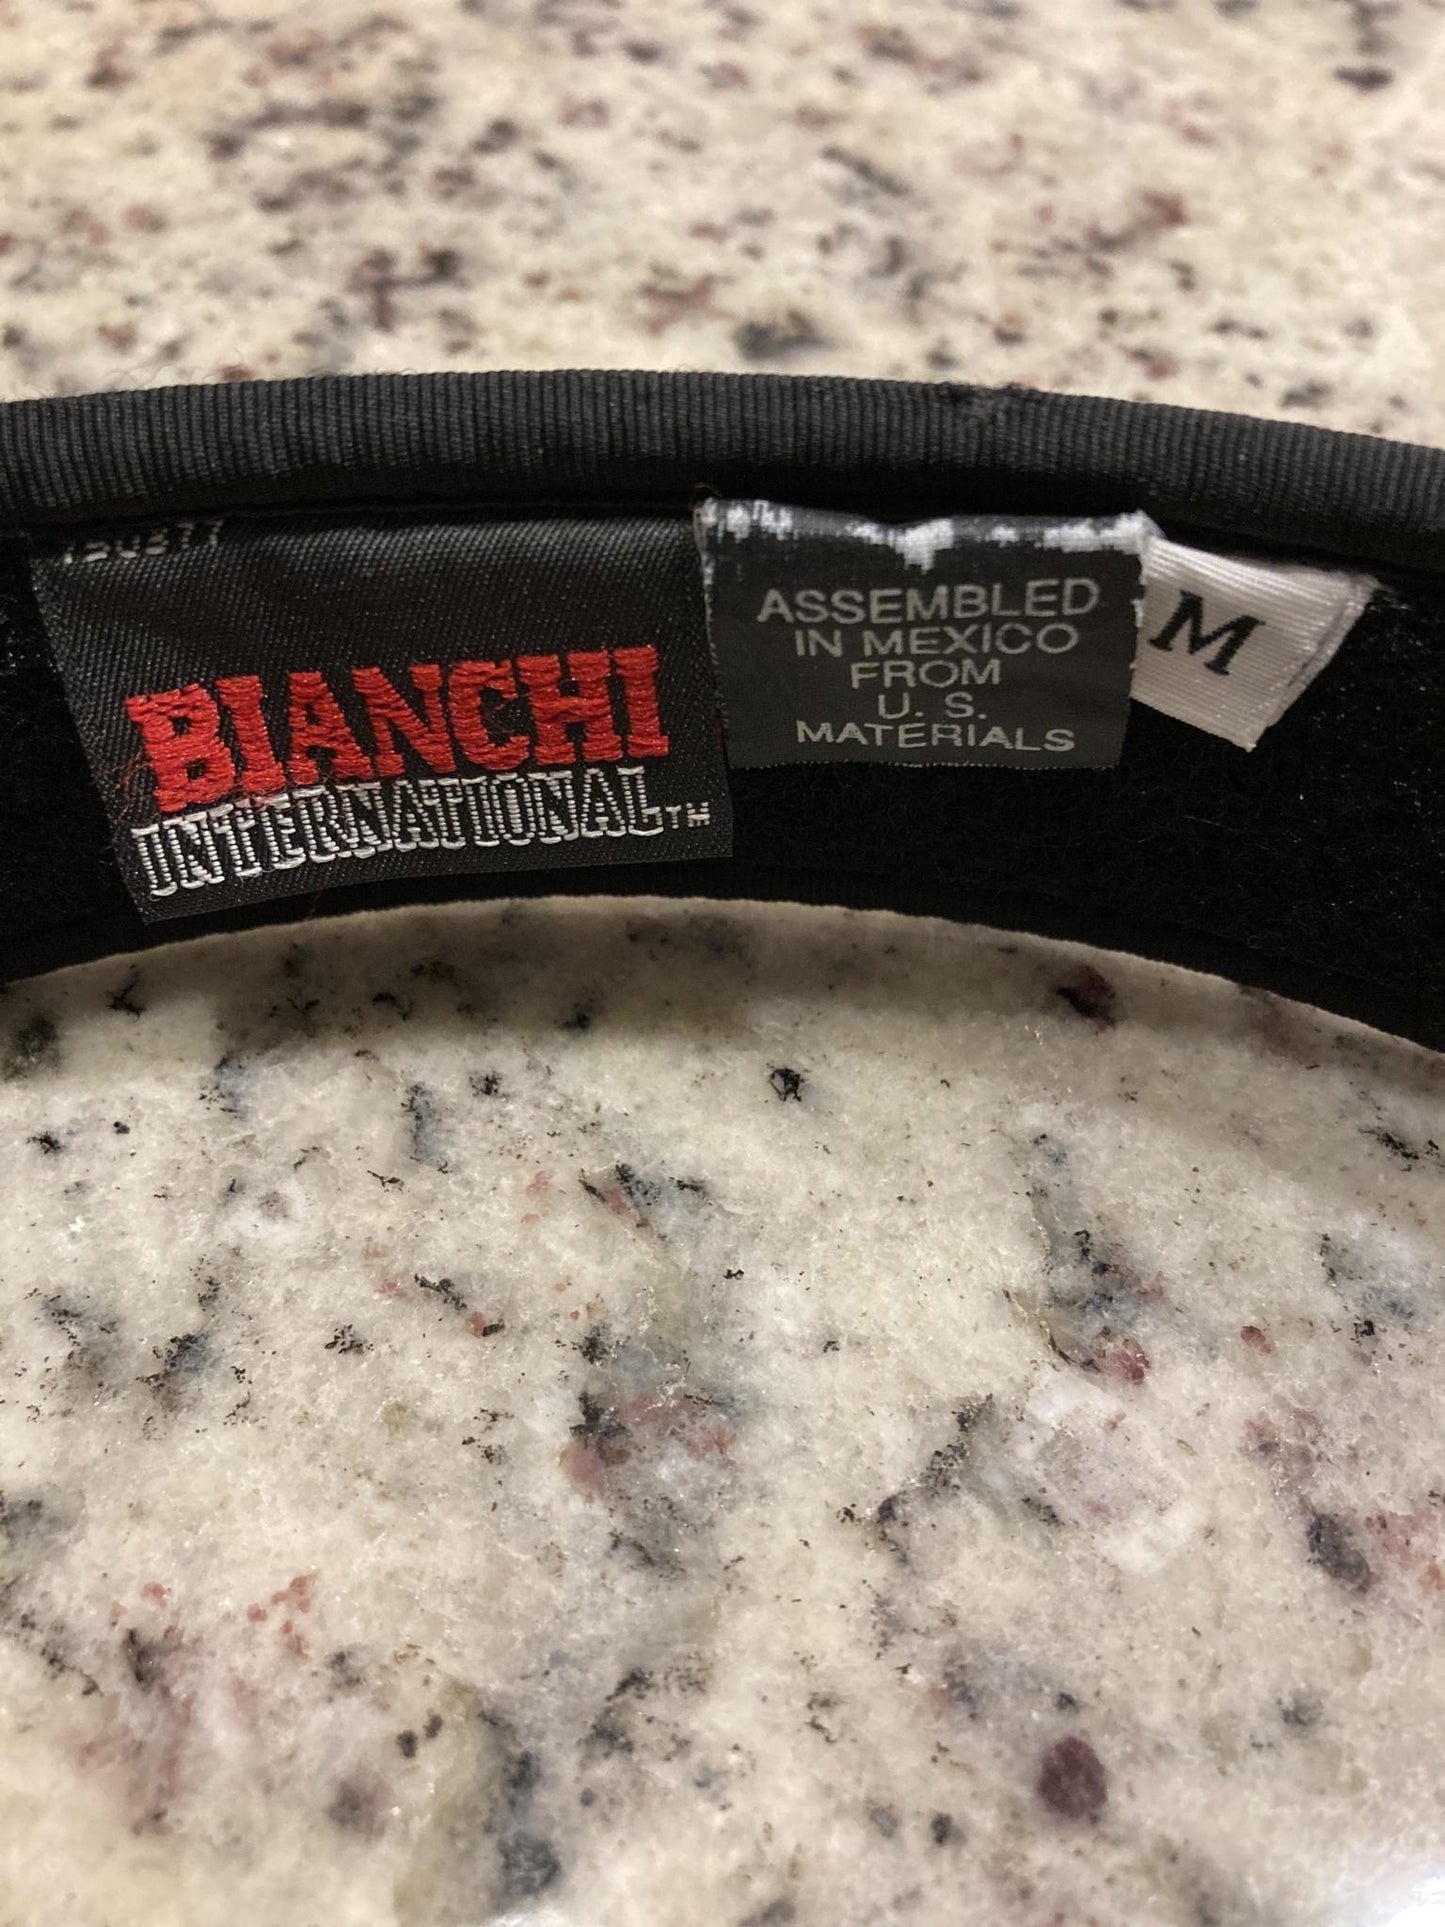 BIANCHI
INTERNATIONAL™
ASSEMBLED
IN MEXICO
FROM
U. S.
MATERIALS
M